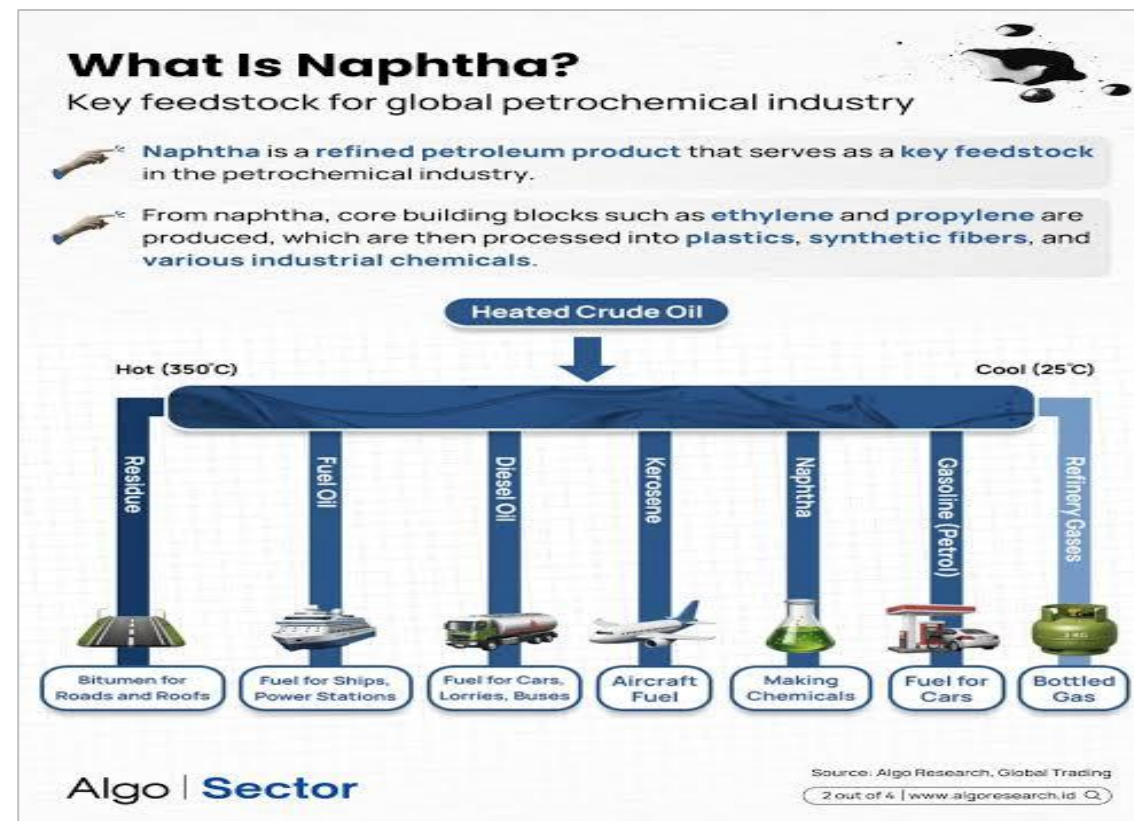 What Is Naphtha?
Key feedstock for global petrochemical industry
Naphtha is a refined petroleum product that serves as a key feedstock
in the petrochemical industry.
From naphtha, core building blocks such as ethylene and propylene are
produced, which are then processed into plastics, synthetic fibers, and
various industrial chemicals.
Heated Crude Oil
Hot (350°C)
Cool (25°C)
Residue
Fuel Oil
Diesel Oil
Kerosene
Naphtha
Gasoline (Petrol)
Refinery Gases
3 KG
Bitumen for
Roads and Roofs
Fuel for Ships,
Power Stations
Fuel for Cars,
Lorries, Buses
Aircraft
Fuel
Making
Chemicals
Fuel for
Cars
Bottled
Gas
Algo | Sector
Source: Algo Research, Global Trading
2 out of 4 | www.algoresearch.id